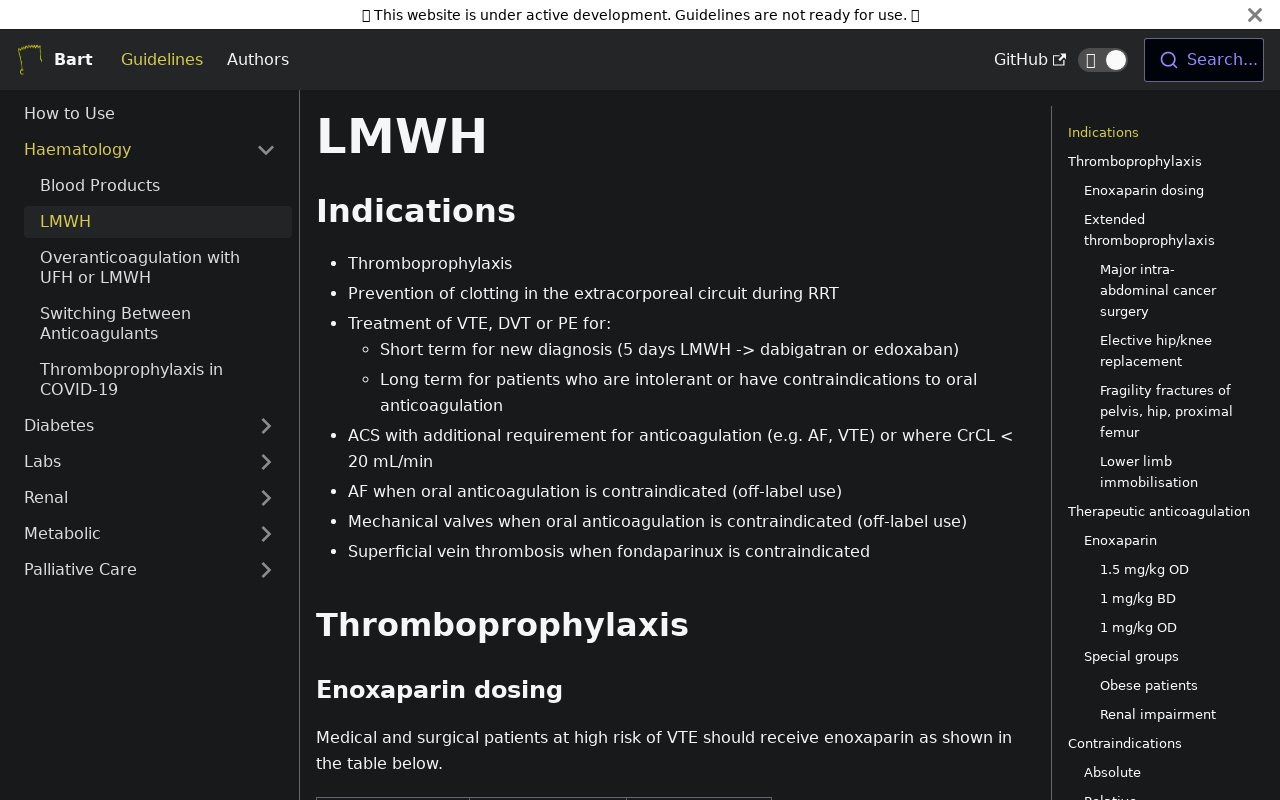 This website is under active development. Guidelines are not ready for use.
Bart
Guidelines
Authors
GitHub
Search...
How to Use
Haematology
Blood Products
LMWH
Overanticoagulation with
UFH or LMWH
Switching Between
Anticoagulants
Thromboprophylaxis in
COVID-19
Diabetes
Labs
Renal
Metabolic
Palliative Care
LMWH
Indications
Thromboprophylaxis
Prevention of clotting in the extracorporeal circuit during RRT
Treatment of VTE, DVT or PE for:
Short term for new diagnosis (5 days LMWH -> dabigatran or edoxaban)
Long term for patients who are intolerant or have contraindications to oral
anticoagulation
ACS with additional requirement for anticoagulation (e.g. AF, VTE) or where CrCL <
20 mL/min
AF when oral anticoagulation is contraindicated (off-label use)
Mechanical valves when oral anticoagulation is contraindicated (off-label use)
Superficial vein thrombosis when fondaparinux is contraindicated
Thromboprophylaxis
Enoxaparin dosing
Medical and surgical patients at high risk of VTE should receive enoxaparin as shown in
the table below.
Indications
Thromboprophylaxis
Enoxaparin dosing
Extended
thromboprophylaxis
Major intra-
abdominal cancer
surgery
Elective hip/knee
replacement
Fragility fractures of
pelvis, hip, proximal
femur
Lower limb
immobilisation
Therapeutic anticoagulation
Enoxaparin
1.5 mg/kg OD
1 mg/kg BD
1 mg/kg OD
Special groups
Obese patients
Renal impairment
Contraindications
Absolute
Relative